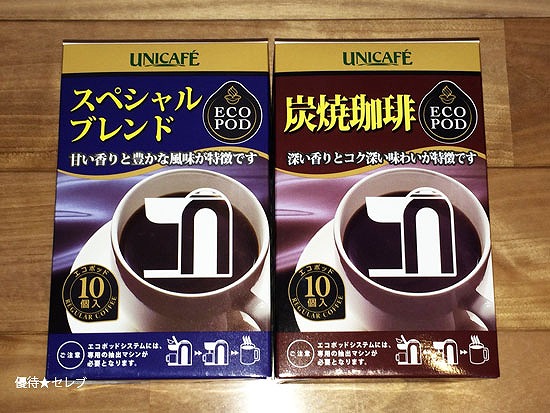 UNICAFÉ
スペシャル
ブレンド
ECO
POD
甘い香りと豊かな風味が特徴です
エコポッド
10
個入
REGULAR COFFEE
ご注意
エコポッドシステムには、
専用の抽出マシンが
必要となります。
UNICAFÉ
炭焼珈琲
ECO
POD
深い香りとコク深い味わいが特徴です
エコポッド
10
個入
REGULAR COFFEE
ご注意
エコポッドシステムには、
専用の抽出マシンが
必要となります。
優待★セレブ